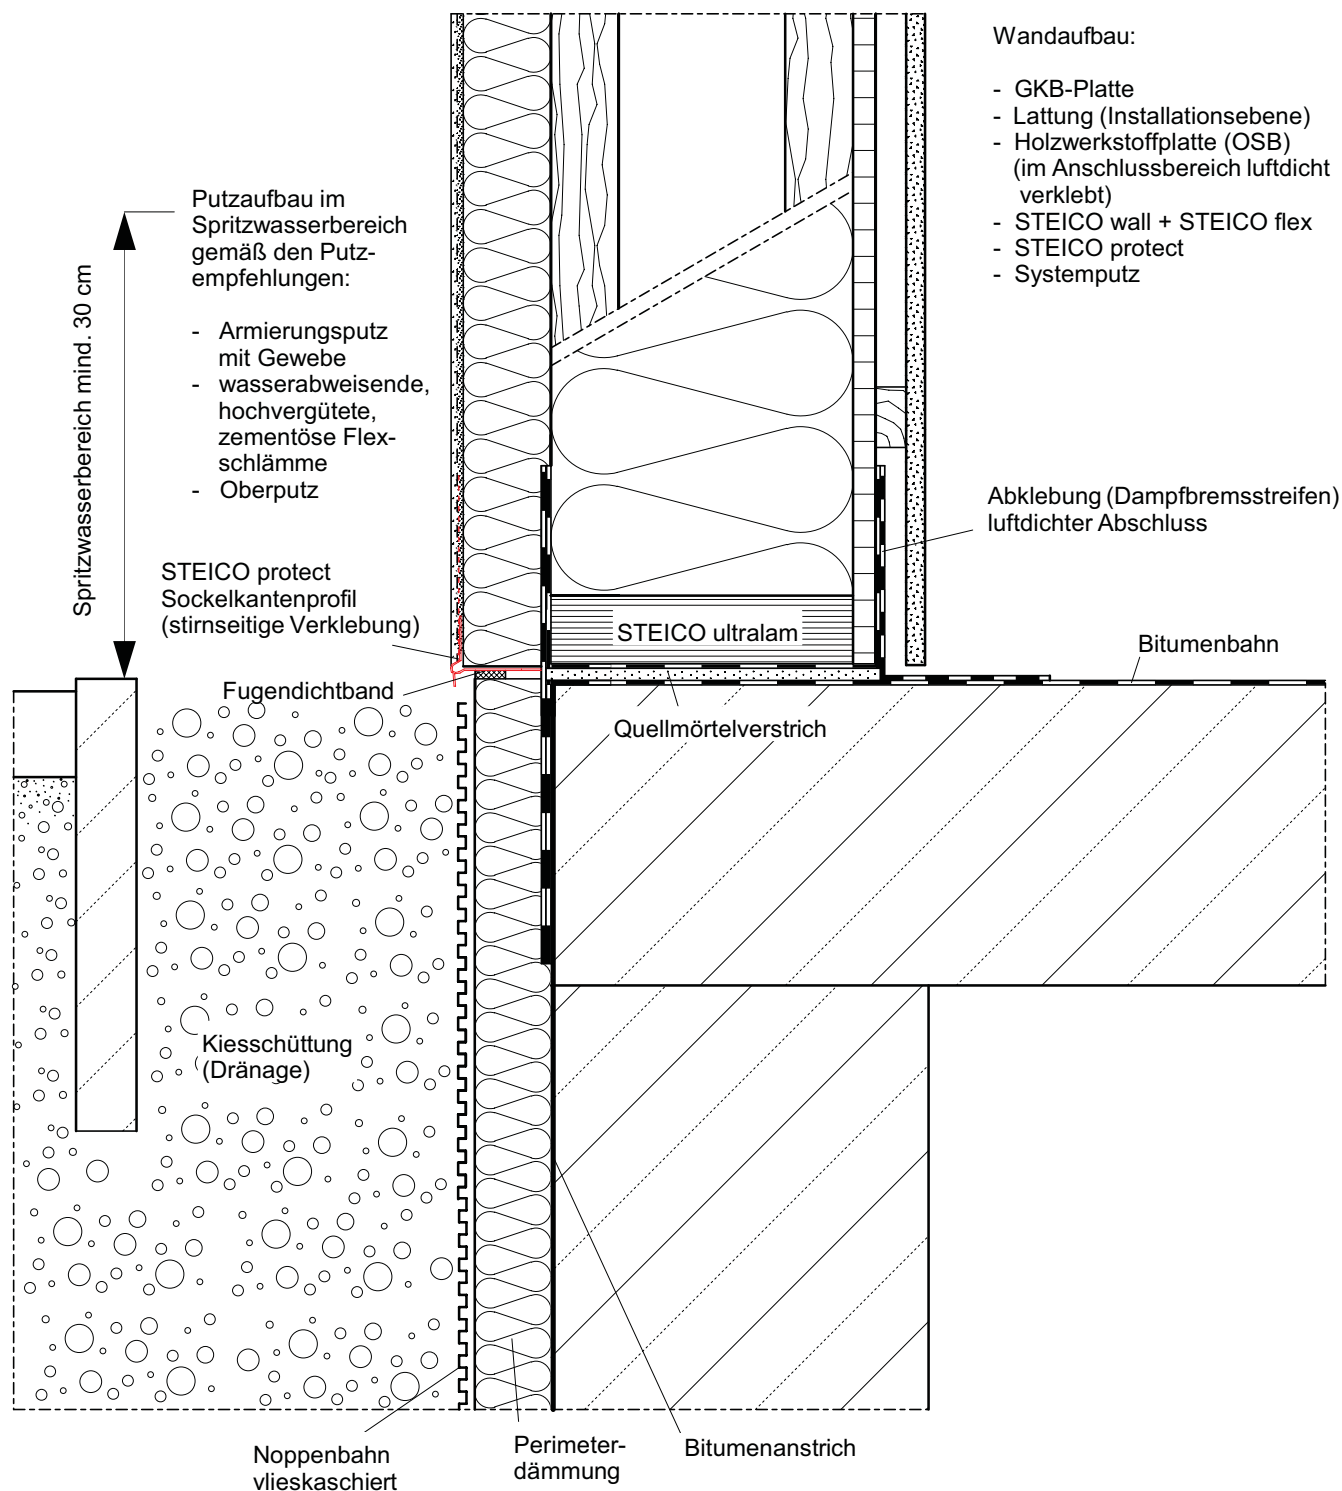 Wandaufbau:
- GKB-Platte
- Lattung (Installationsebene)
- Holzwerkstoffplatte (OSB)
(im Anschlussbereich luftdicht
verklebt)
- STEICO wall + STEICO flex
- STEICO protect
- Systemputz
Putzaufbau im
Spritzwasserbereich
gemäß den Putz-
empfehlungen:
- Armierungsputz
mit Gewebe
- wasserabweisende,
hochvergütete,
zementöse Flex-
schlämme
- Oberputz
Spritzwasserbereich mind. 30 cm
Abklebung (Dampfbremsstreifen)
luftdichter Abschluss
STEICO protect
Sockelkantenprofil
(stirnseitige Verklebung)
STEICO ultralam
Bitumenbahn
Fugendichtband
Quellmörtelverstrich
Kiesschüttung
(Dränage)
Noppenbahn
vlieskaschiert
Perimeter-
dämmung
Bitumenanstrich